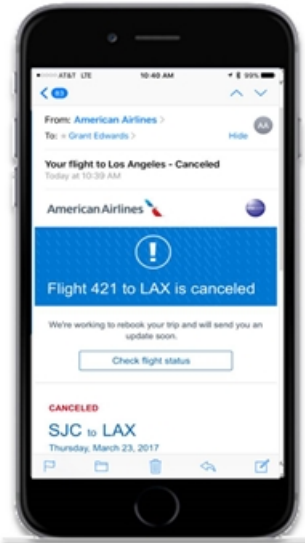 AT&T LTE 10:40 AM 99%
63
From: American Airlines
AA
To: Grant Edwards
Hide
Your flight to Los Angeles - Canceled
Today at 10:39 AM
American Airlines
!
Flight 421 to LAX is canceled
We're working to rebook your trip and will send you an
update soon.
Check flight status
CANCELED
SJC to LAX
Thursday, March 23, 2017